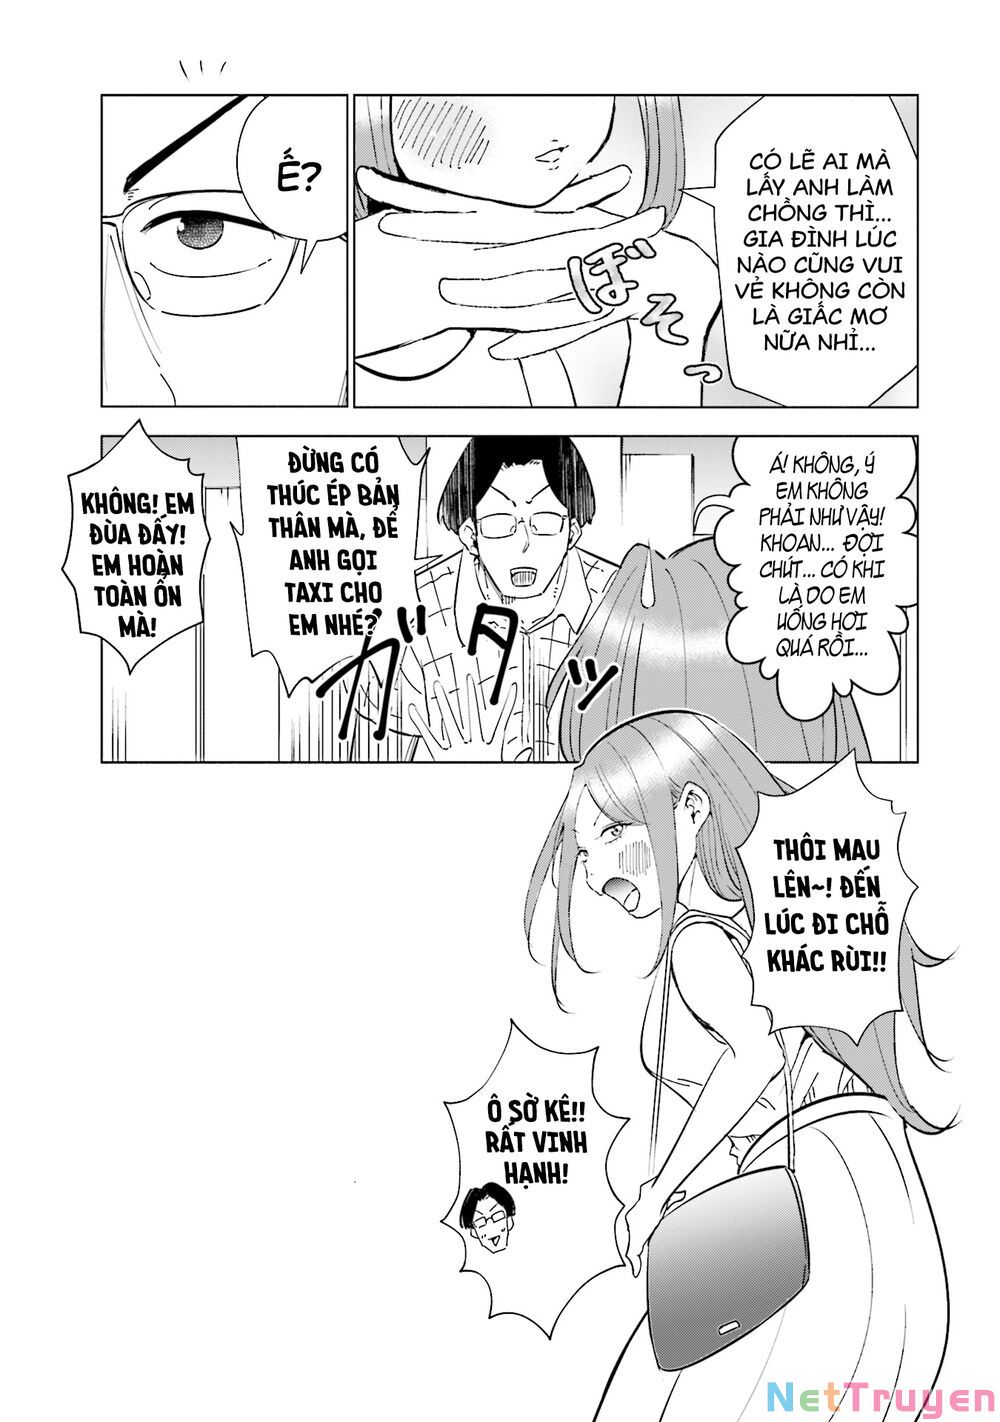 CÓ LẼ AI MÀ
LẤY ANH LÀM
CHỒNG THÌ...
GIA ĐÌNH LÚC
NÀO CŨNG VUI
VẺ KHÔNG CÒN
LÀ GIẤC MƠ
NỮA NHỈ...
ぼそっ
Ế?
Á! KHÔNG, Ý
EM KHÔNG
PHẢI NHƯ VẬY!
KHOAN... ĐỢI
CHÚT... CÓ KHI
LÀ DO EM
UỐNG HƠI
QUÁ RỒI...
ĐỪNG CÓ
THÚC ÉP BẢN
THÂN MÀ, ĐỂ
ANH GỌI
TAXI CHO
EM NHÉ?
ガタッ
KHÔNG! EM
ĐÙA ĐẤY!
EM HOÀN
TOÀN ỔN
MÀ!
THÔI MAU
LÊN~! ĐẾN
LÚC ĐI CHỖ
KHÁC RÙI!!
Ô SỜ KÊ!!
RẤT VINH
HẠNH!
NetTruyen